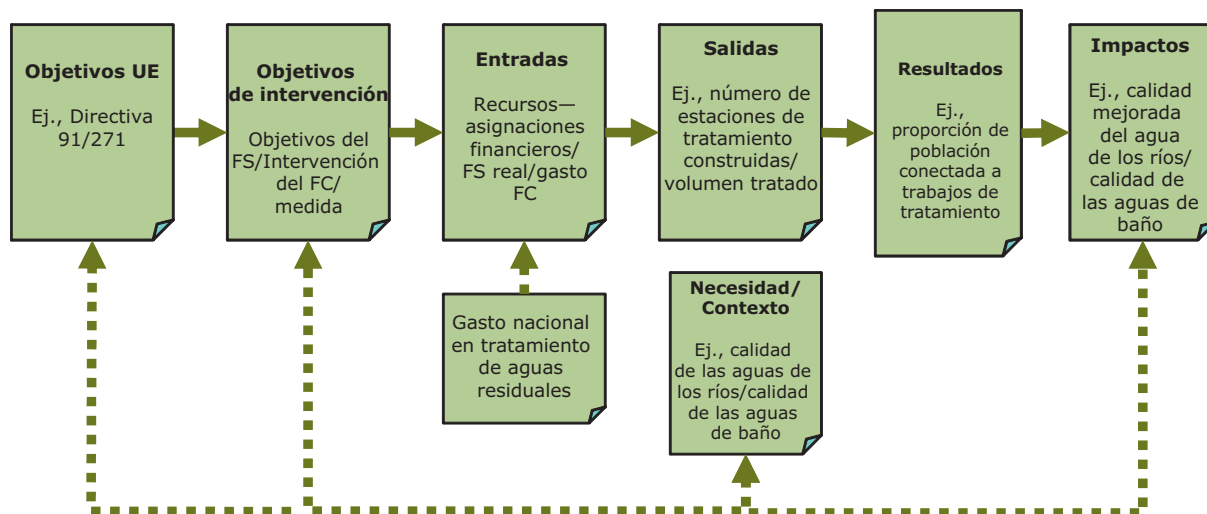 Objetivos UE
Ej., Directiva
91/271
Objetivos
de intervención
Objetivos del
FS/Intervención
del FC/
medida
Entradas
Recursos—
asignaciones
financieros/
FS real/gasto
FC
Salidas
Ej., número de
estaciones de
tratamiento
construidas/
volumen tratado
Resultados
Ej.,
proporción de
población
conectada a
trabajos de
tratamiento
Impactos
Ej., calidad
mejorada
del agua
de los ríos/
calidad de
las aguas de
baño
Gasto nacional
en tratamiento
de aguas
residuales
Necesidad/
Contexto
Ej., calidad
de las aguas de
los ríos/calidad
de las aguas
de baño